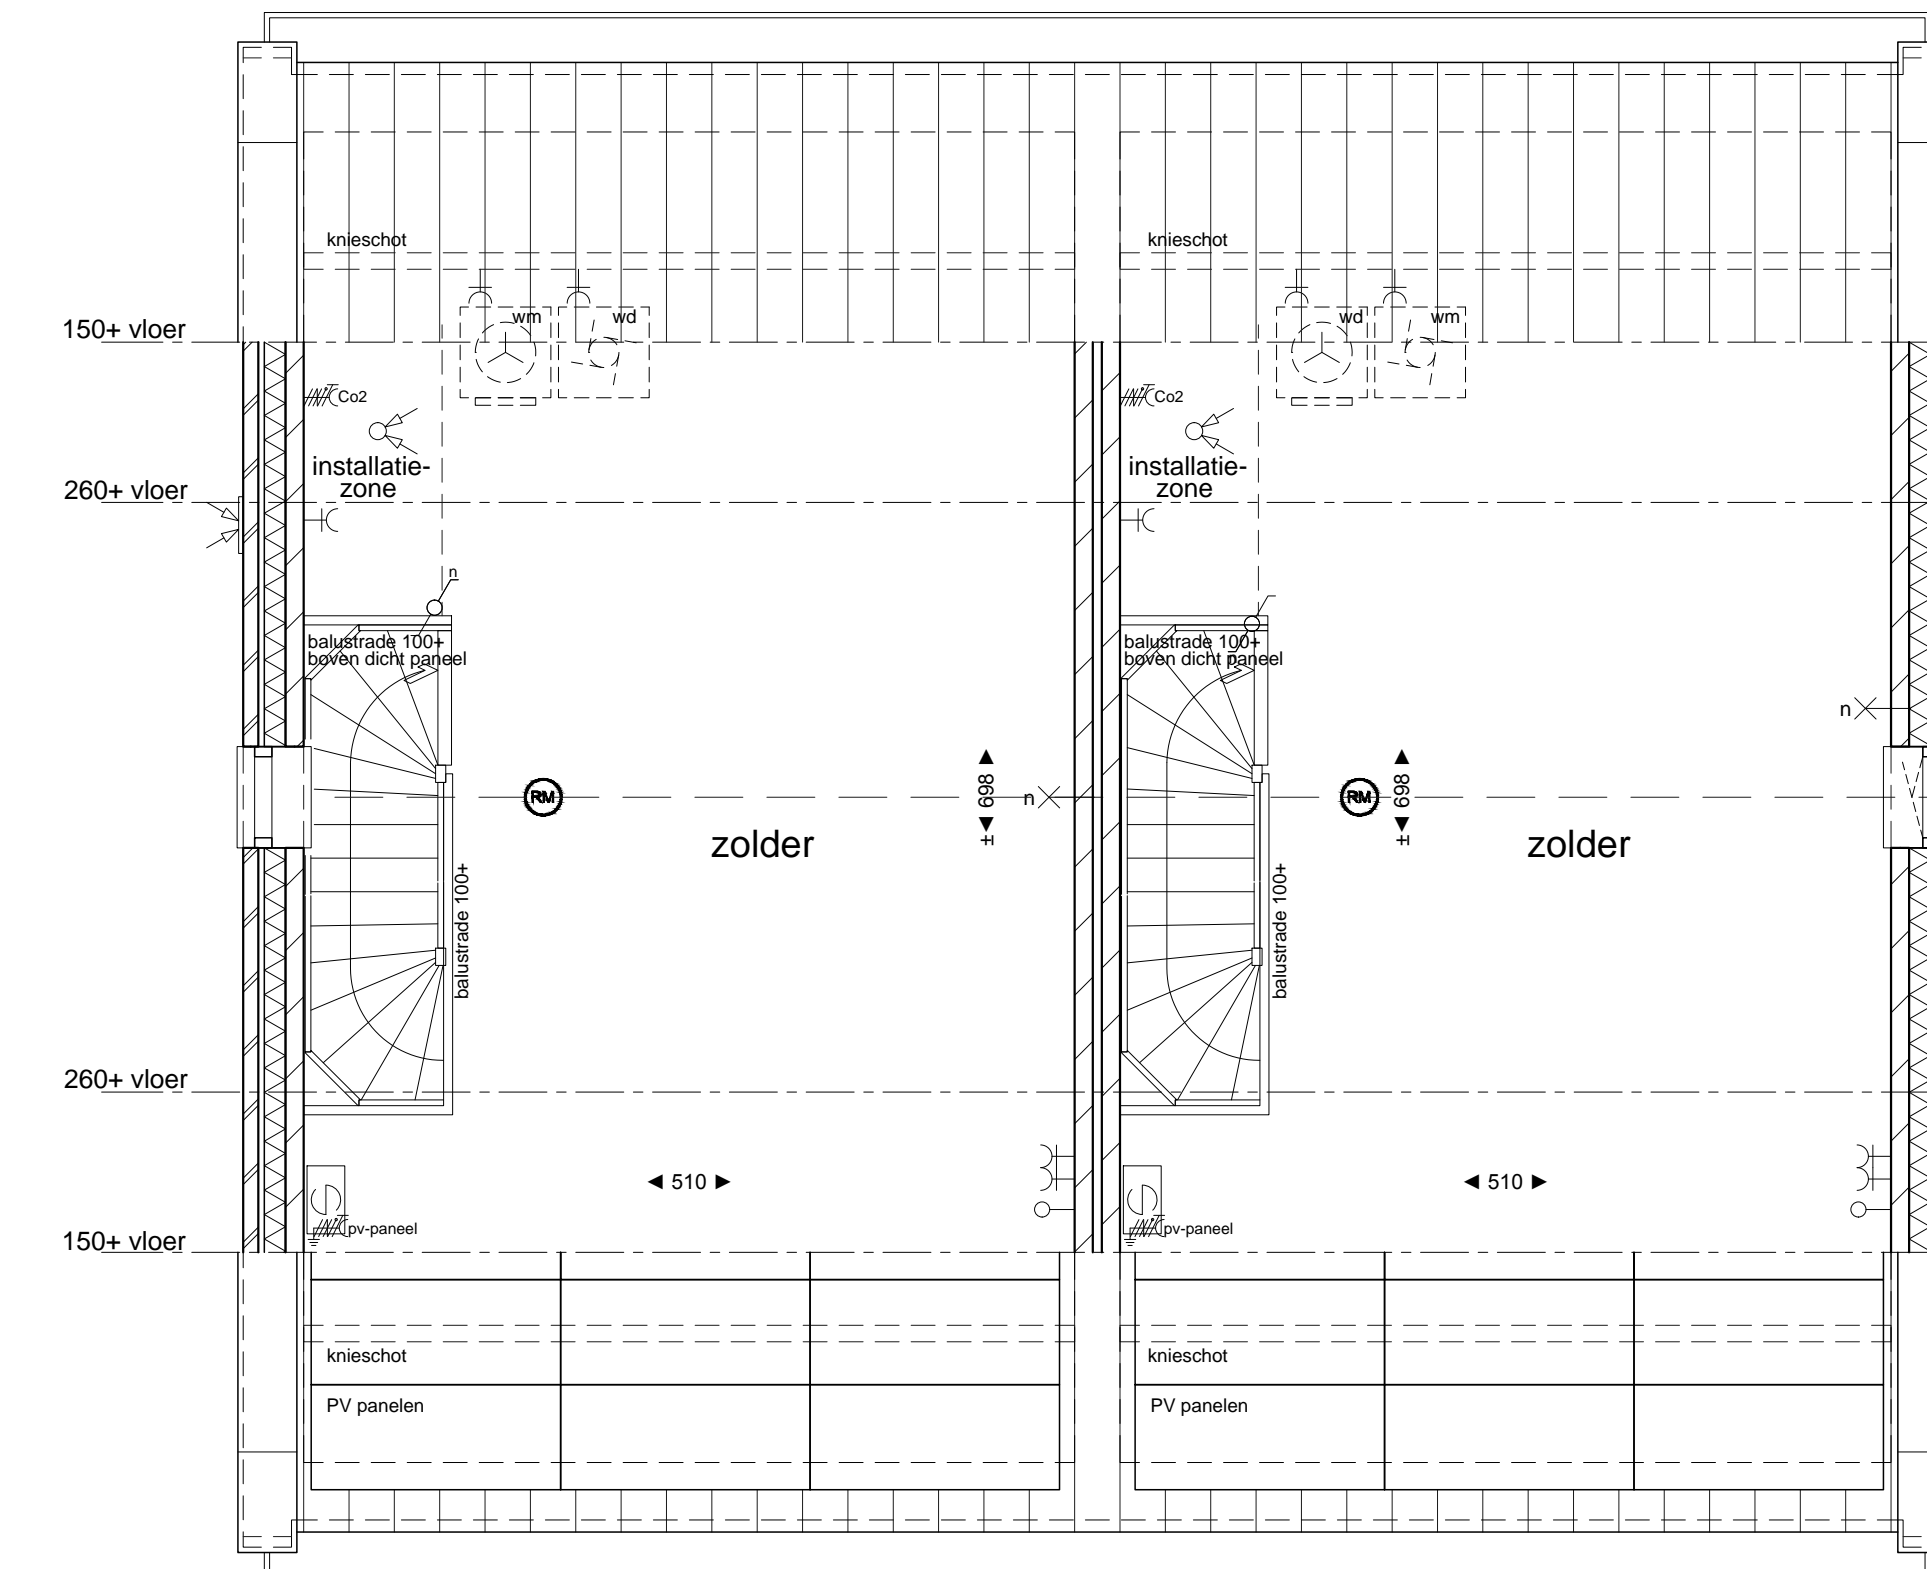 knieschot
knieschot
150+ vloer
wm
wd
wd
wm
Co2
Co2
installatie-
zone
installatie-
zone
260+ vloer
n
balustrade 100+
boven dicht paneel
balustrade 100+
boven dicht paneel
n
n
RM
± ◄ 698 ►
n
RM
± ◄ 698 ►
zolder
zolder
balustrade 100+
balustrade 100+
260+ vloer
◄ 510 ►
◄ 510 ►
pv-paneel
pv-paneel
150+ vloer
knieschot
knieschot
PV panelen
PV panelen